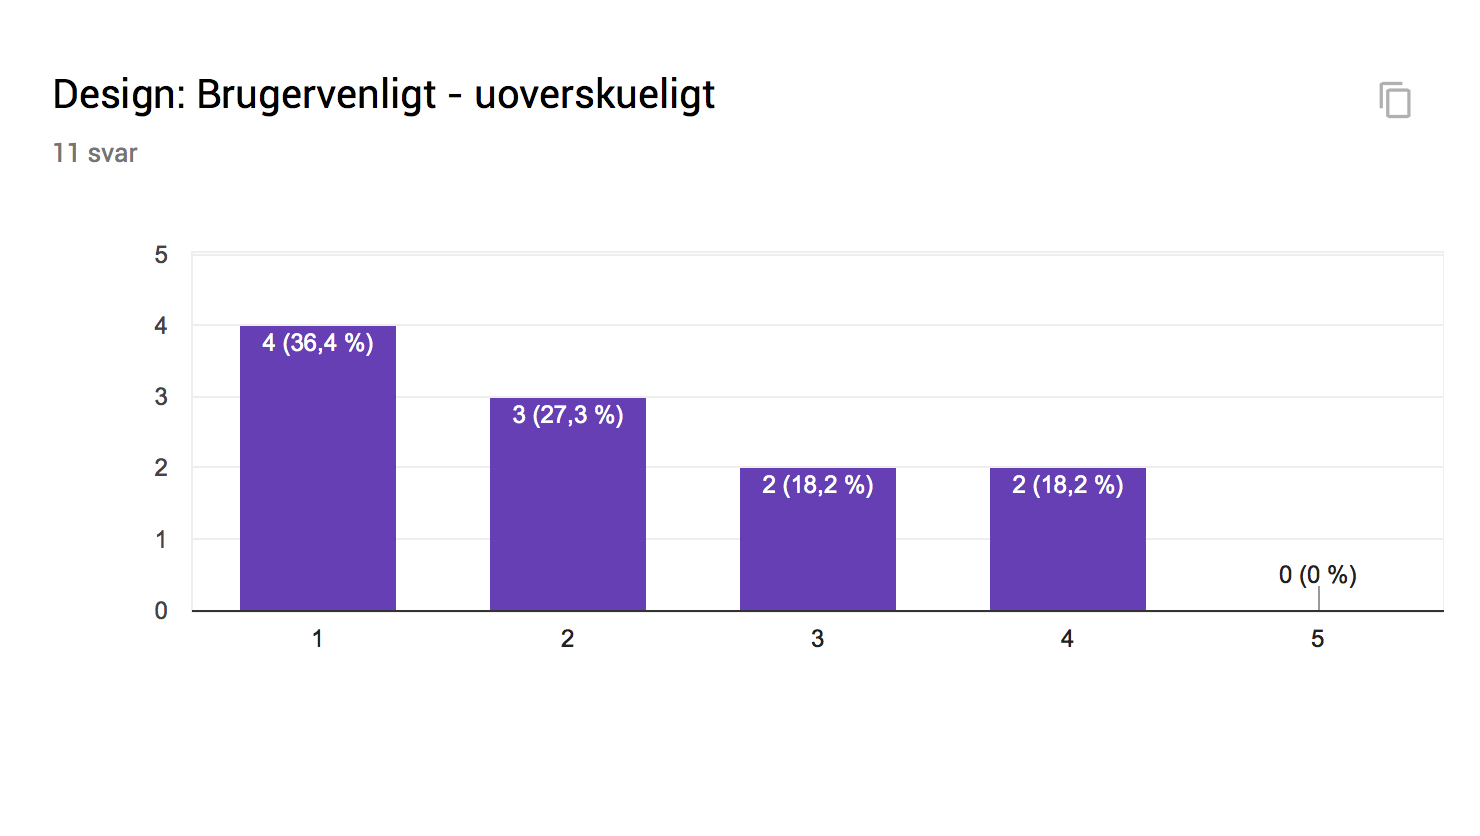 Design: Brugervenligt - uoverskueligt
11 svar
5
4
3
2
1
0
4 (36,4 %)
3 (27,3 %)
2 (18,2 %)
2 (18,2 %)
0 (0 %)
1 2 3 4 5